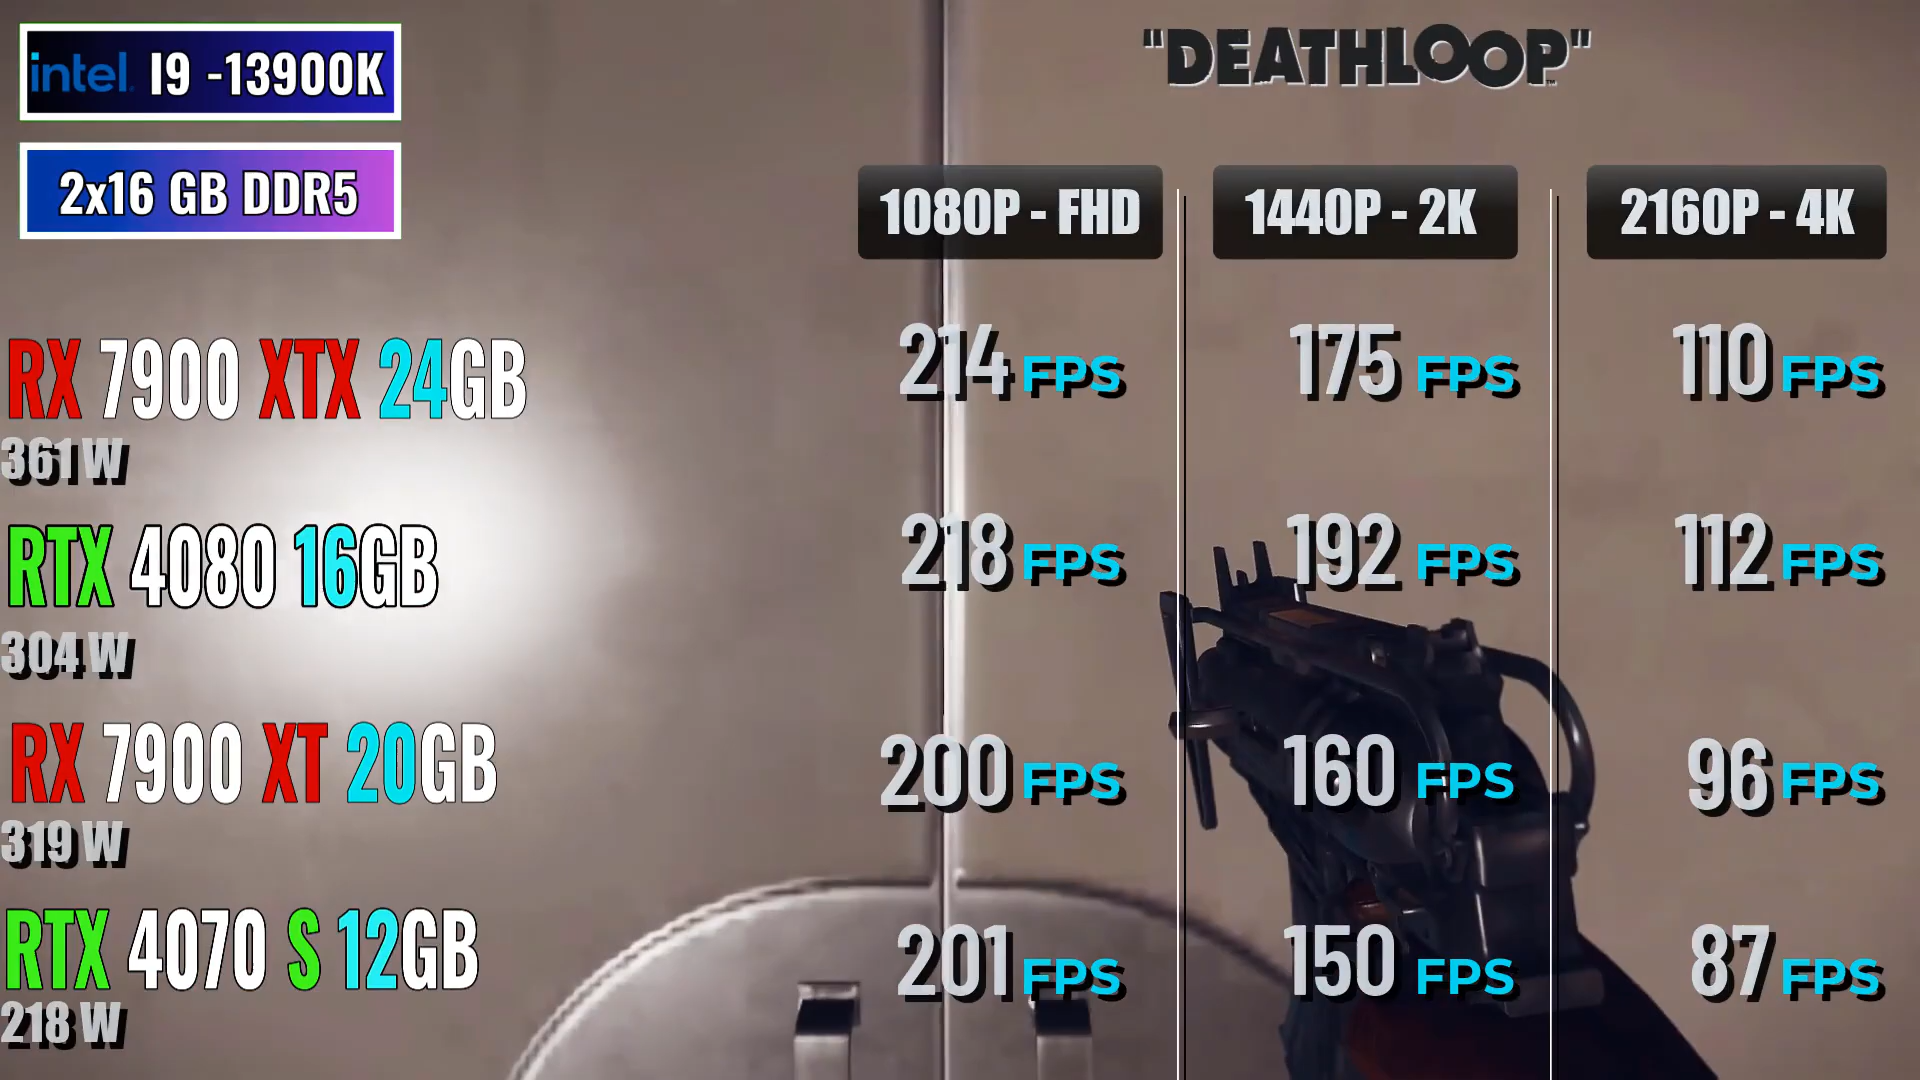 intel. I9 -13900K
"DEATHLOOP"
2x16 GB DDR5
1080P - FHD 1440P - 2K 2160P - 4K
RX 7900 XTX 24GB 214 FPS 175 FPS 110 FPS
361 W
RTX 4080 16GB 218 FPS 192 FPS 112 FPS
304 W
RX 7900 XT 20GB 200 FPS 160 FPS 96 FPS
319 W
RTX 4070 S 12GB 201 FPS 150 FPS 87 FPS
218 W